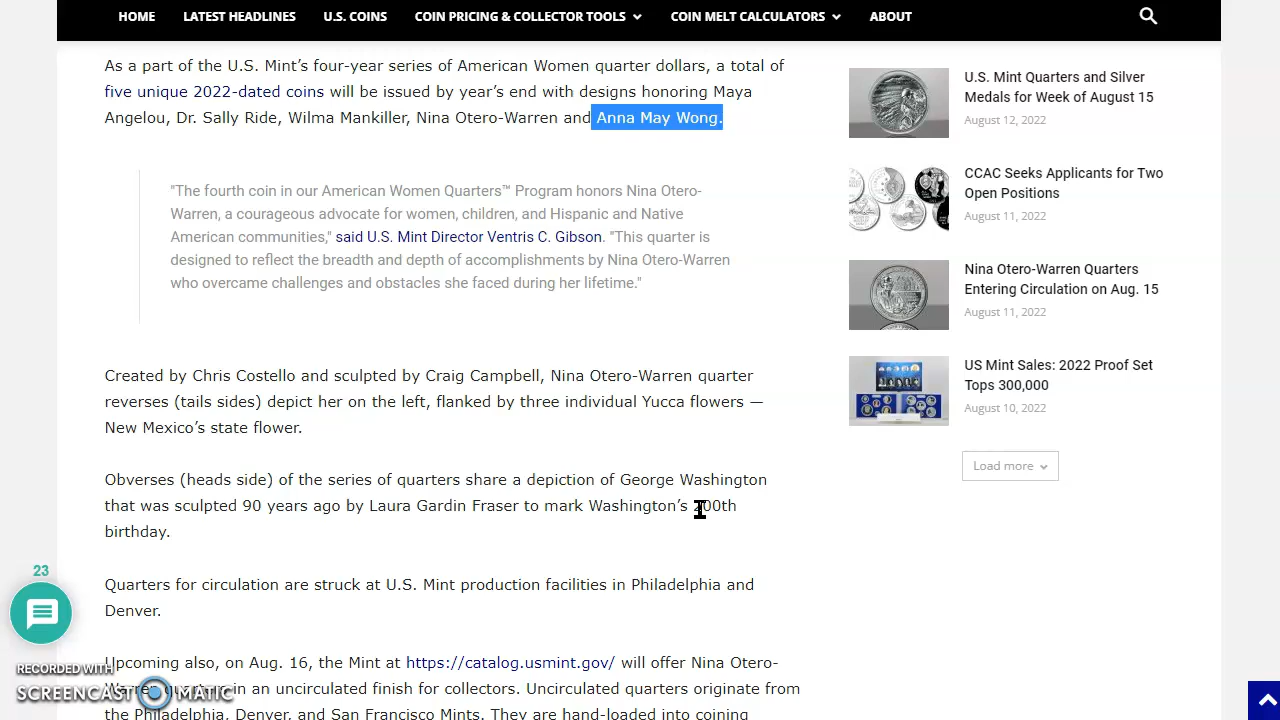 HOME LATEST HEADLINES U.S. COINS COIN PRICING & COLLECTOR TOOLS COIN MELT CALCULATORS ABOUT
As a part of the U.S. Mint’s four-year series of American Women quarter dollars, a total of
five unique 2022-dated coins will be issued by year’s end with designs honoring Maya
Angelou, Dr. Sally Ride, Wilma Mankiller, Nina Otero-Warren and Anna May Wong.
"The fourth coin in our American Women Quarters™ Program honors Nina Otero-
Warren, a courageous advocate for women, children, and Hispanic and Native
American communities," said U.S. Mint Director Ventris C. Gibson. "This quarter is
designed to reflect the breadth and depth of accomplishments by Nina Otero-Warren
who overcame challenges and obstacles she faced during her lifetime."
Created by Chris Costello and sculpted by Craig Campbell, Nina Otero-Warren quarter
reverses (tails sides) depict her on the left, flanked by three individual Yucca flowers —
New Mexico’s state flower.
Obverses (heads side) of the series of quarters share a depiction of George Washington
that was sculpted 90 years ago by Laura Gardin Fraser to mark Washington’s 200th
birthday.
Quarters for circulation are struck at U.S. Mint production facilities in Philadelphia and
Denver.
Upcoming also, on Aug. 16, the Mint at https://catalog.usmint.gov/ will offer Nina Otero-
Warren quarters in an uncirculated finish for collectors. Uncirculated quarters originate from
the Philadelphia, Denver, and San Francisco Mints. They are hand-loaded into coining
U.S. Mint Quarters and Silver
Medals for Week of August 15
August 12, 2022
CCAC Seeks Applicants for Two
Open Positions
August 11, 2022
Nina Otero-Warren Quarters
Entering Circulation on Aug. 15
August 11, 2022
US Mint Sales: 2022 Proof Set
Tops 300,000
August 10, 2022
Load more
23
RECORDED WITH
SCREENCAST MATIC